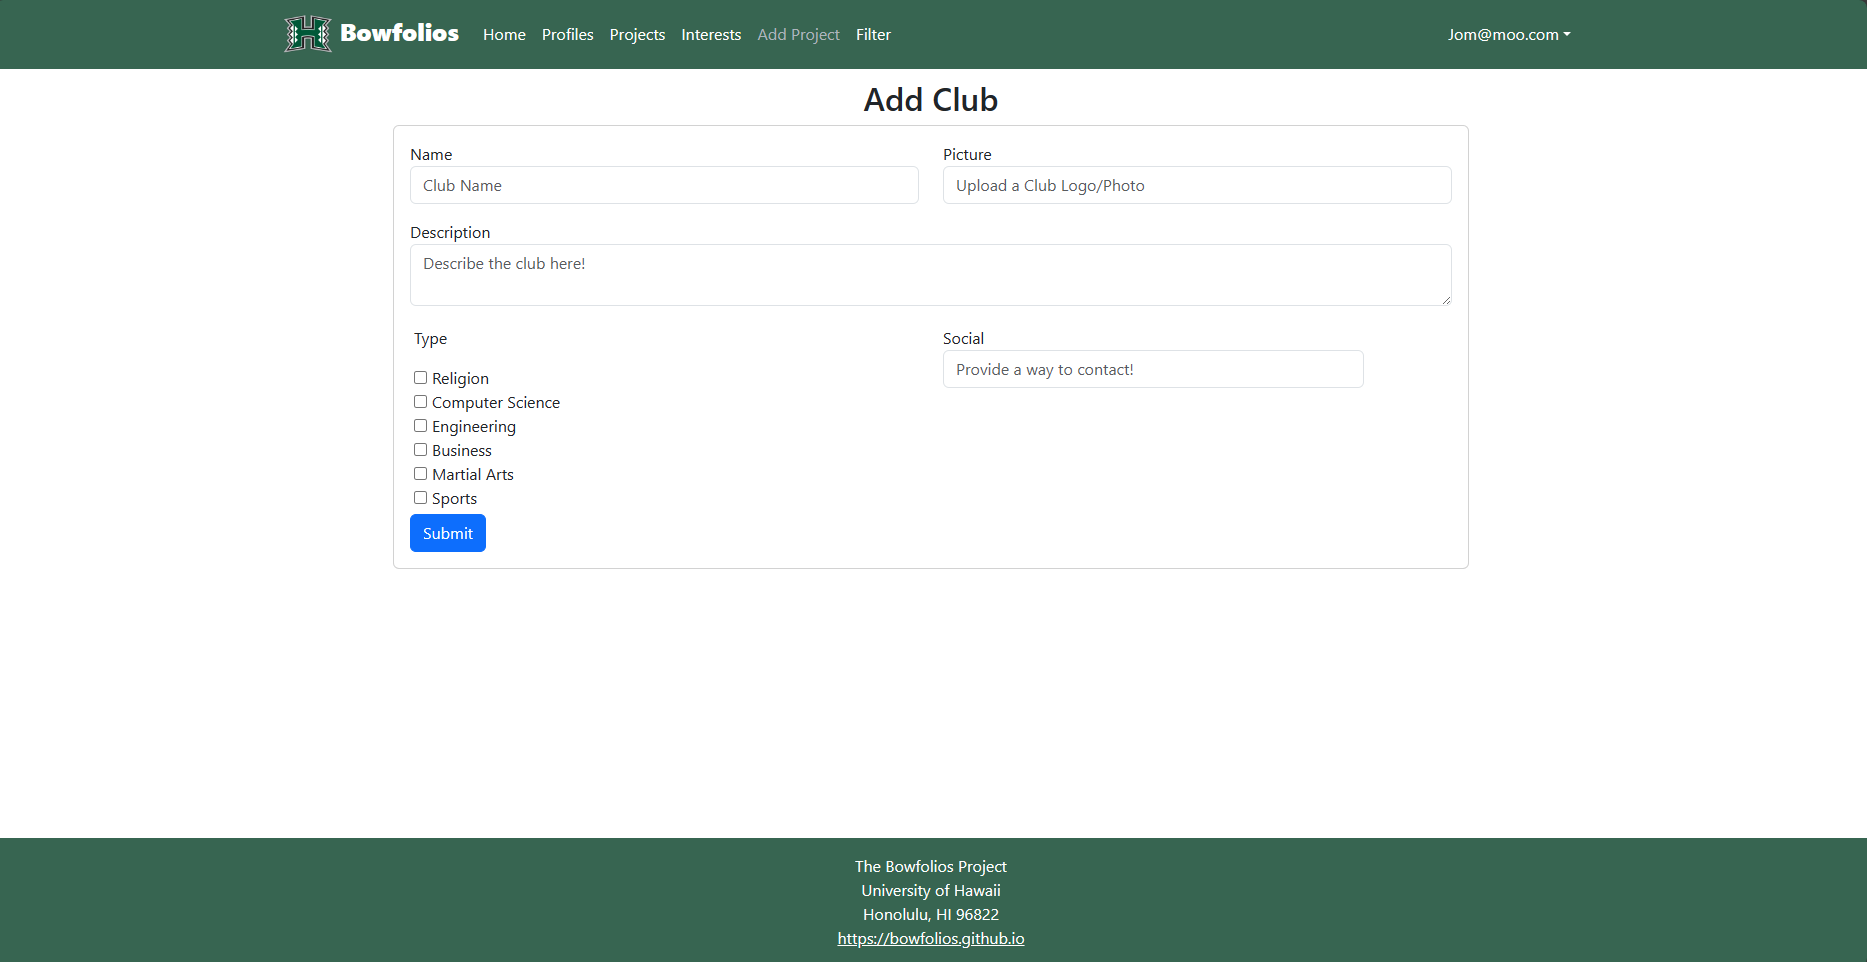 Bowfolios Home Profiles Projects Interests Add Project Filter Jom@moo.com
Add Club
Name Picture
Club Name Upload a Club Logo/Photo
Description
Describe the club here!
Type Social
Provide a way to contact!
Religion
Computer Science
Engineering
Business
Martial Arts
Sports
Submit
The Bowfolios Project
University of Hawaii
Honolulu, HI 96822
https://bowfolios.github.io